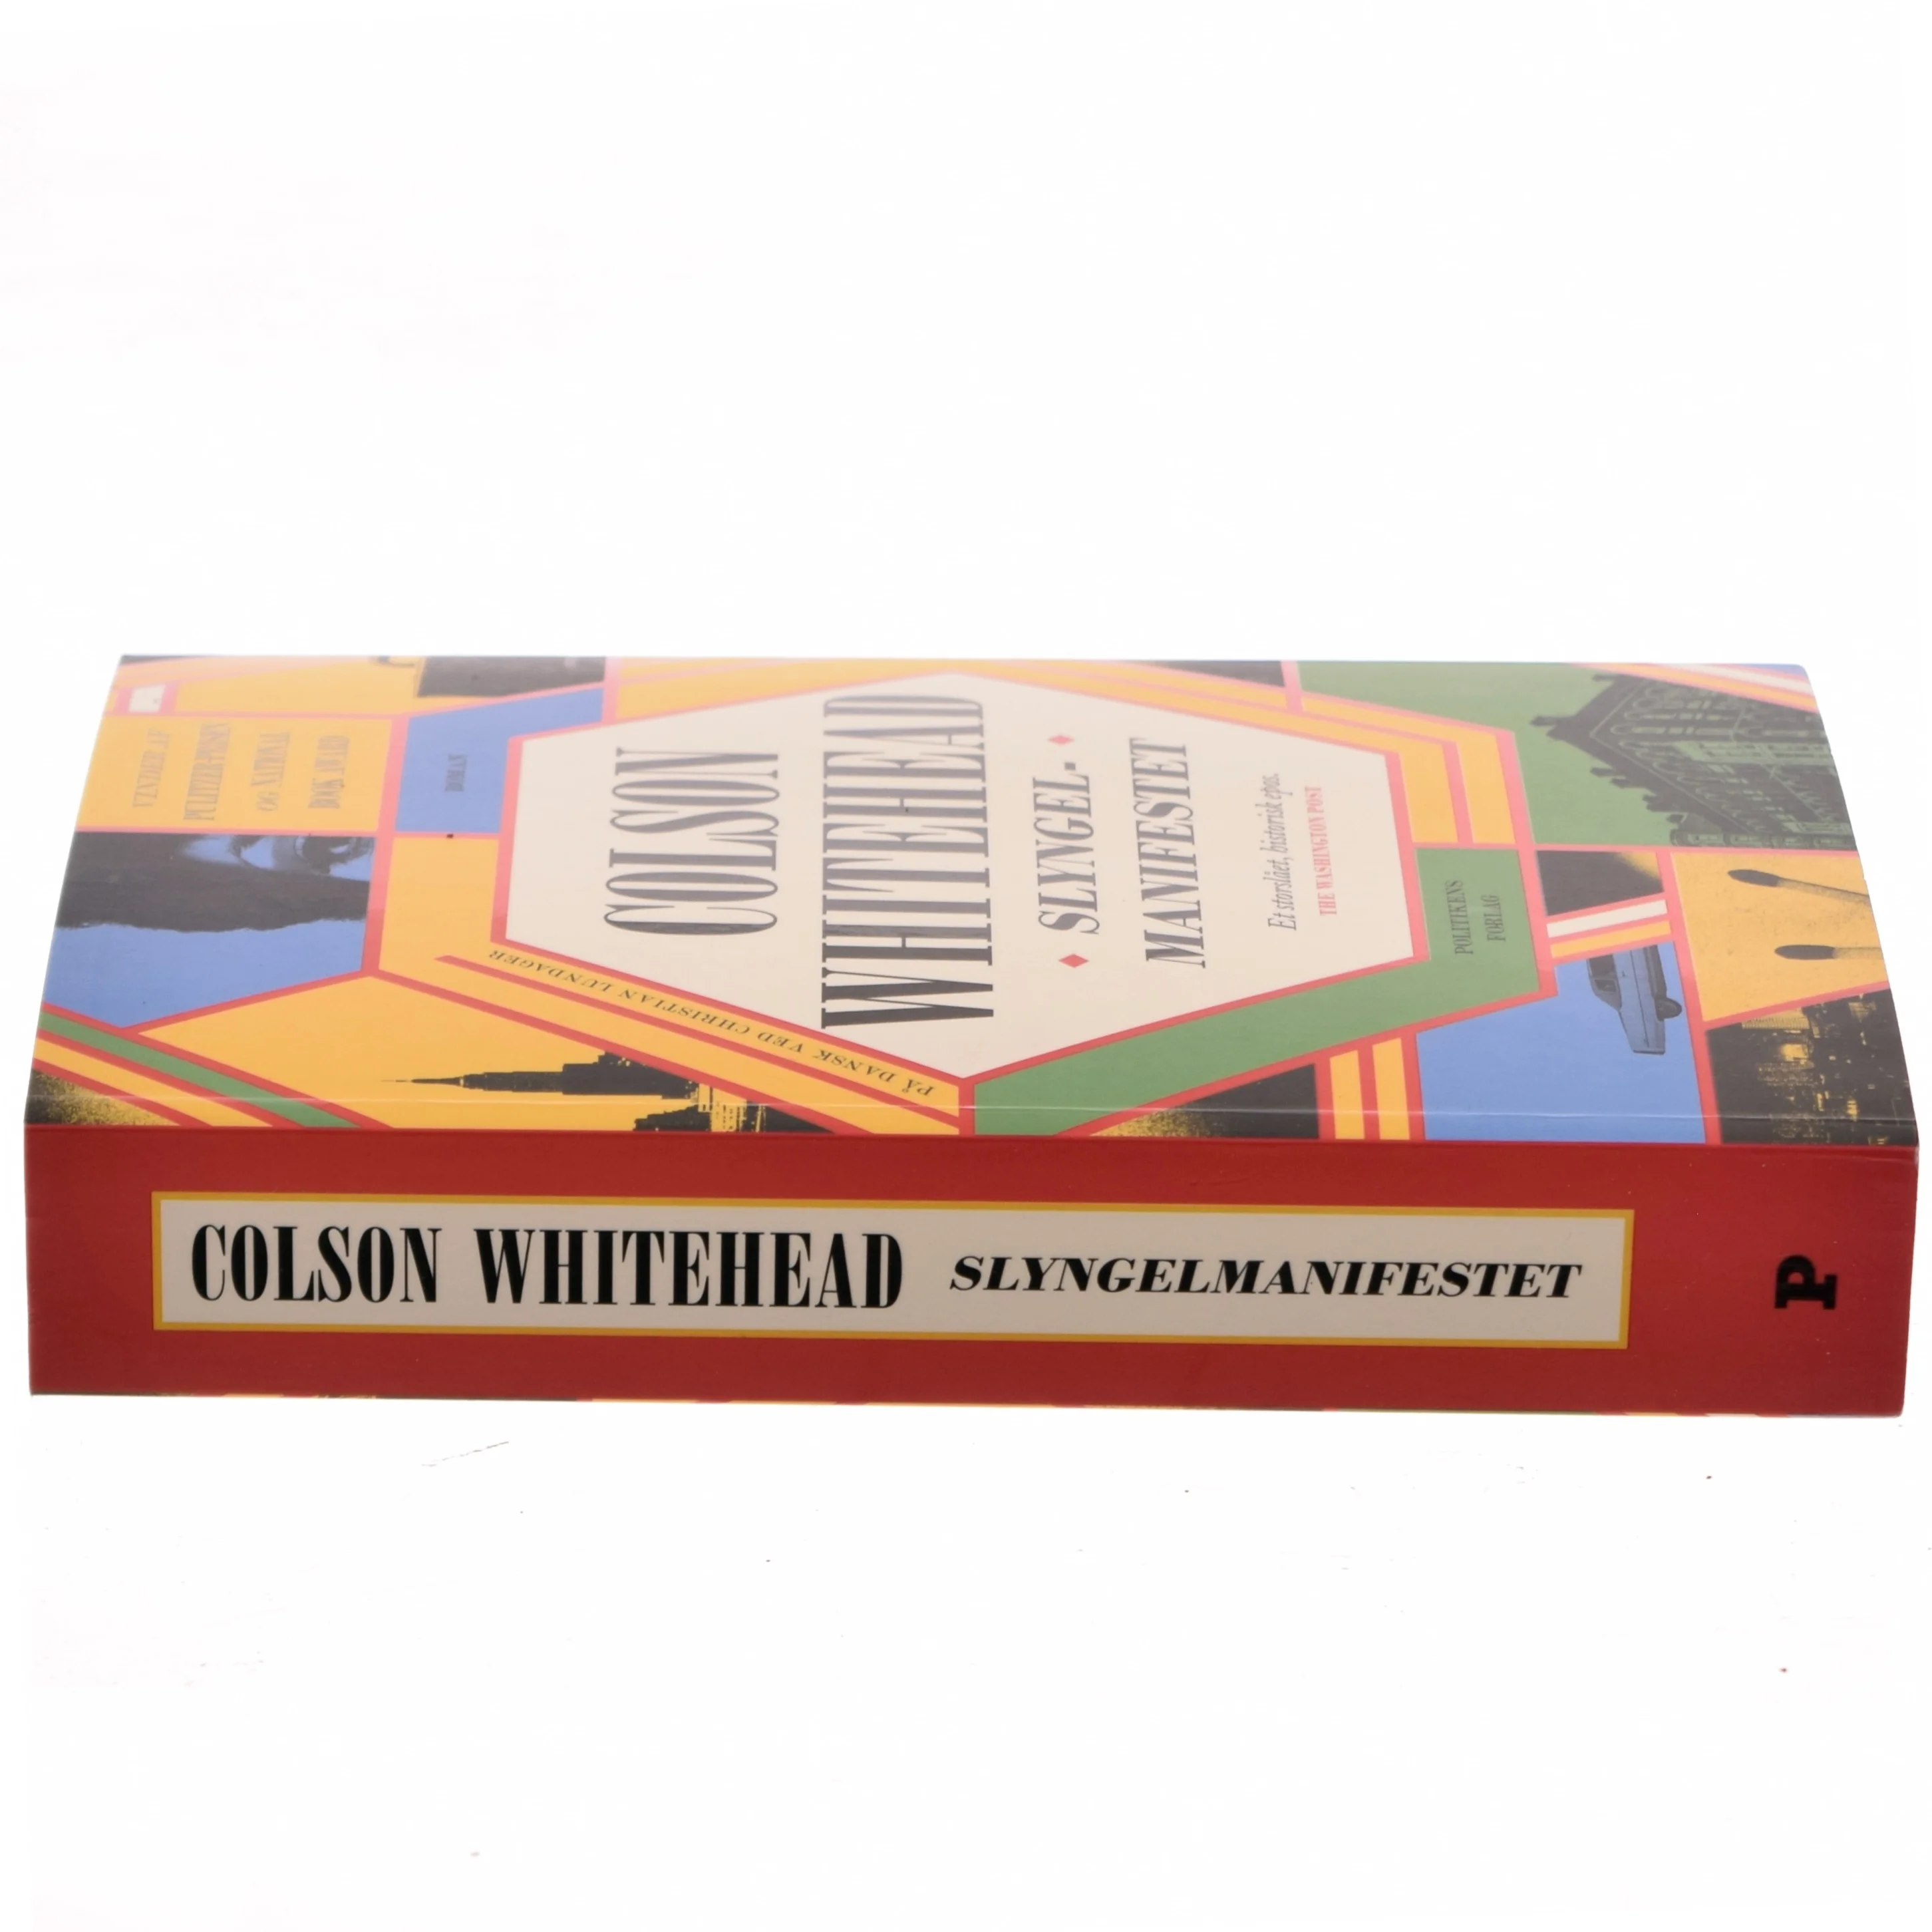 VINDER AF
PULITZER-PRISEN
OG NATIONAL
BOOK AWARD
ROMAN
COLSON
WHITEHEAD
SLYNGEL-
MANIFESTET
Et storslået, historisk epos.
THE WASHINGTON POST
POLITIKENS
FORLAG
PÅ DANSK VED CHRISTIAN LUNDAGER
COLSON WHITEHEAD SLYNGELMANIFESTET
P